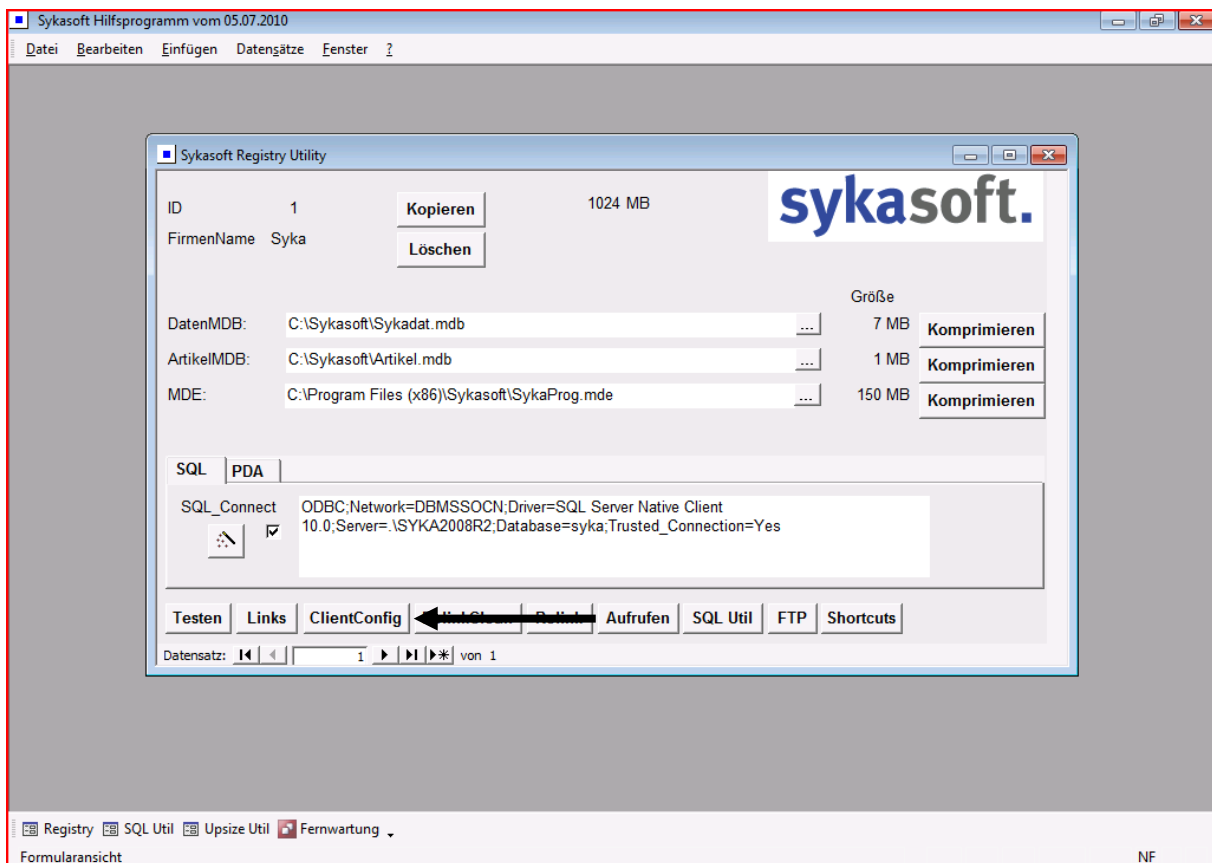 Sykasoft Hilfsprogramm vom 05.07.2010
Datei Bearbeiten Einfügen Datensätze Fenster ?
Sykasoft Registry Utility
sykasoft.
ID 1 Kopieren 1024 MB
FirmenName Syka Löschen
Größe
DatenMDB: C:\Sykasoft\Sykadat.mdb ... 7 MB Komprimieren
ArtikelMDB: C:\Sykasoft\Artikel.mdb ... 1 MB Komprimieren
MDE: C:\Program Files (x86)\Sykasoft\SykaProg.mde ... 150 MB Komprimieren
SQL PDA
SQL_Connect ODBC;Network=DBMSSOCN;Driver=SQL Server Native Client
10.0;Server=.\SYKA2008R2;Database=syka;Trusted_Connection=Yes
Testen Links ClientConfig Aufrufen SQL Util FTP Shortcuts
Datensatz: 1 von 1
Registry SQL Util Upsize Util Fernwartung
Formularansicht NF